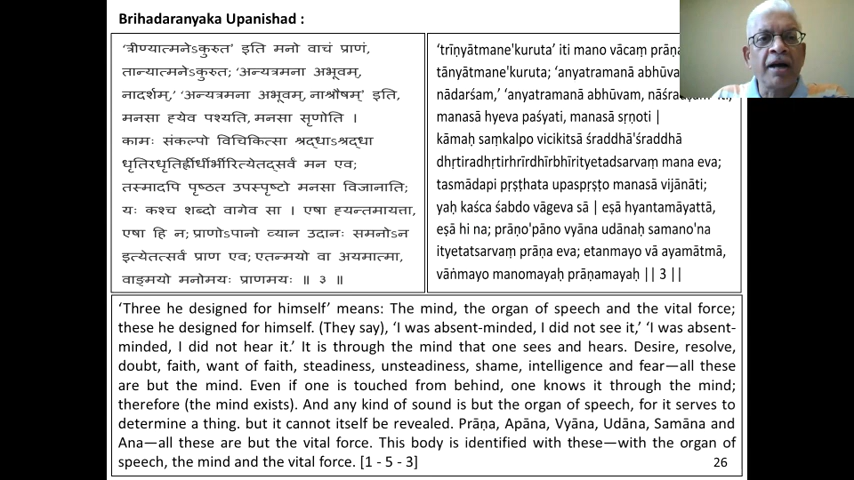 Brihadaranyaka Upanishad :
‘त्रीण्यात्मनेऽकुरुत’ इति मनो वाचं प्राणं,
तान्यात्मनेऽकुरुत; ‘अन्यत्रमना अभूवम्,
नादर्शम्,’ ‘अन्यत्रमना अभूवम्, नाश्रौषम्’ इति,
मनसा ह्येव पश्यति, मनसा सृणोति ।
कामः संकल्पो विचिकित्सा श्रद्धाऽश्रद्धा
धृतिरधृतिर्ह्रीर्धीर्भीरित्येतद्सर्वं मन एव;
तस्मादपि पृष्ठत उपस्पृष्टो मनसा विजानाति;
यः कश्च शब्दो वागेव सा । एषा ह्यन्तमायत्ता,
एषा हि न; प्राणोऽपानो व्यान उदानः समनोऽन
इत्येतत्सर्वं प्राण एव; एतन्मयो वा अयमात्मा,
वाङ्मयो मनोमयः प्राणमयः ॥ ३ ॥
‘trīṇyātmane'kuruta’ iti mano vācaṃ
tānyātmane'kuruta; ‘anyatramanā
nādarśam,’ ‘anyatramanā abhūvam,
manasā hyeva paśyati, manasā sṛṇoti |
kāmaḥ saṃkalpo vicikitsā śraddhā'śraddhā
dhṛtiradhṛtirhrīrdhīrbhīrityetadsarvaṃ mana eva;
tasmādapi pṛṣṭhata upaspṛṣṭo manasā vijānāti;
yaḥ kaśca śabdo vāgeva sā | eṣā hyantamāyattā,
eṣā hi na; prāṇo'pāno vyāna udānaḥ samano'na
ityetatsarvaṃ prāṇa eva; etanmayo vā ayamātmā,
vāṅmayo manomayaḥ prāṇamayaḥ || 3 ||
‘Three he designed for himself’ means: The mind, the organ of speech and the vital force;
these he designed for himself. (They say), ‘I was absent-minded, I did not see it,’ ‘I was absent-
minded, I did not hear it.’ It is through the mind that one sees and hears. Desire, resolve,
doubt, faith, want of faith, steadiness, unsteadiness, shame, intelligence and fear—all these
are but the mind. Even if one is touched from behind, one knows it through the mind;
therefore (the mind exists). And any kind of sound is but the organ of speech, for it serves to
determine a thing. but it cannot itself be revealed. Prāṇa, Apāna, Vyāna, Udāna, Samāna and
Ana—all these are but the vital force. This body is identified with these—with the organ of
speech, the mind and the vital force. [1 - 5 - 3]
26